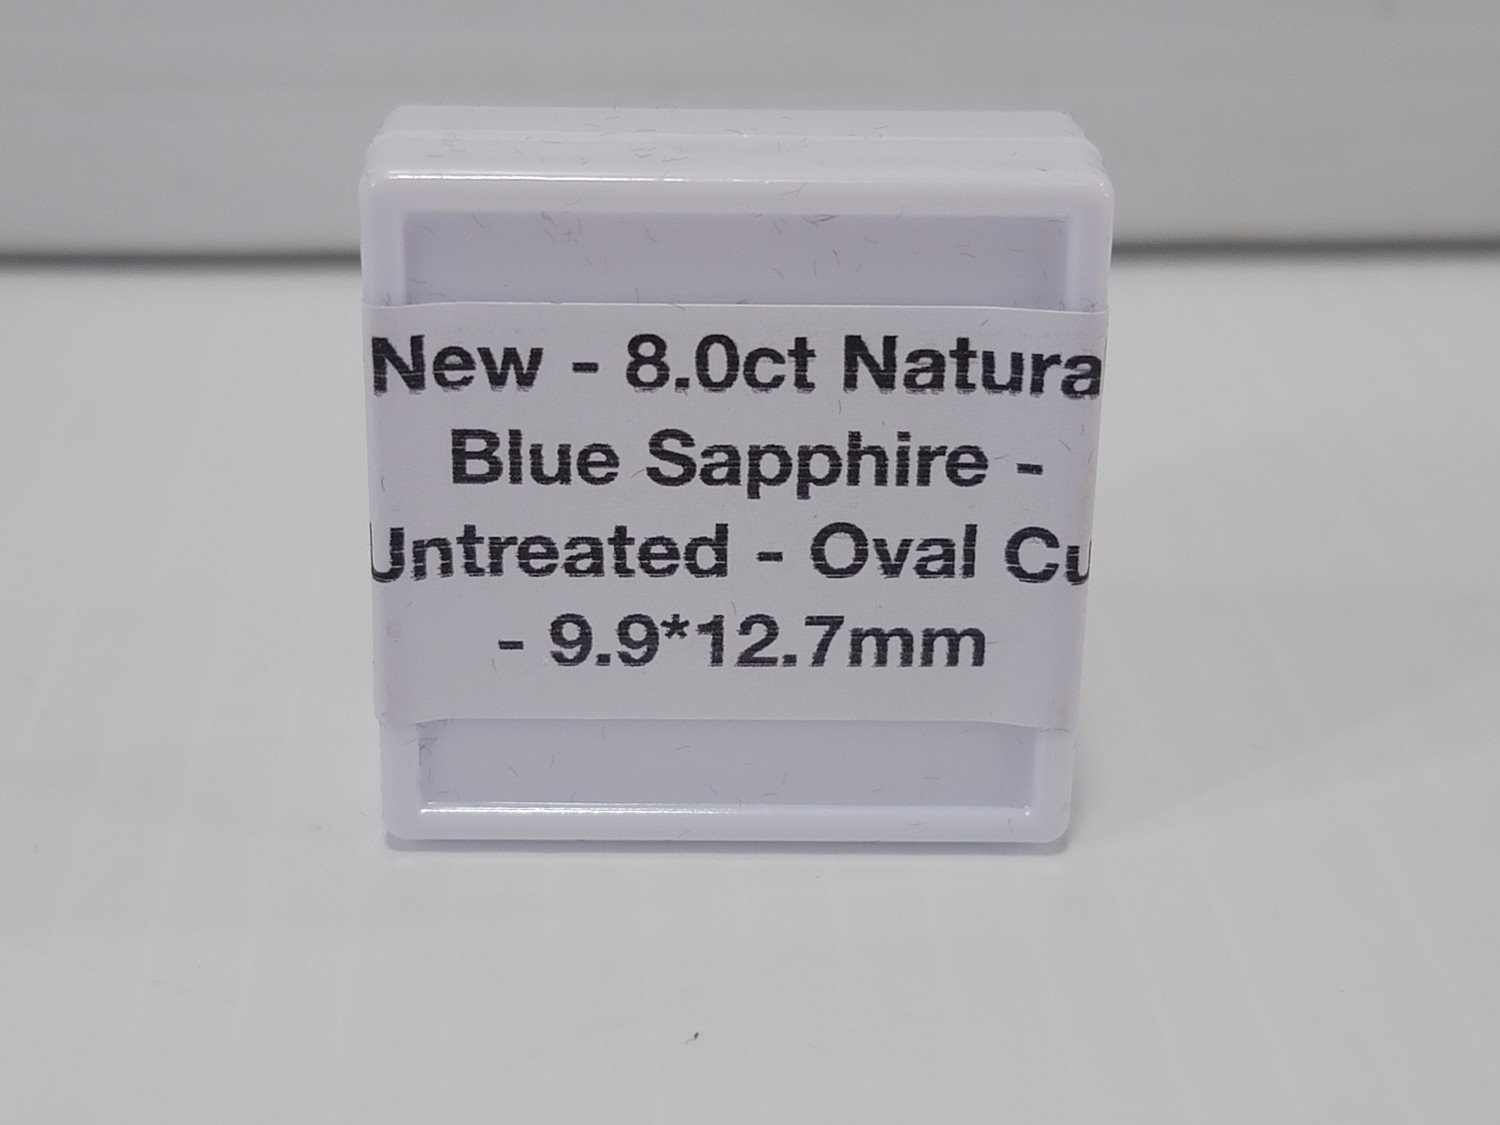 New - 8.0ct Natura
Blue Sapphire -
Untreated - Oval Cu
- 9.9*12.7mm